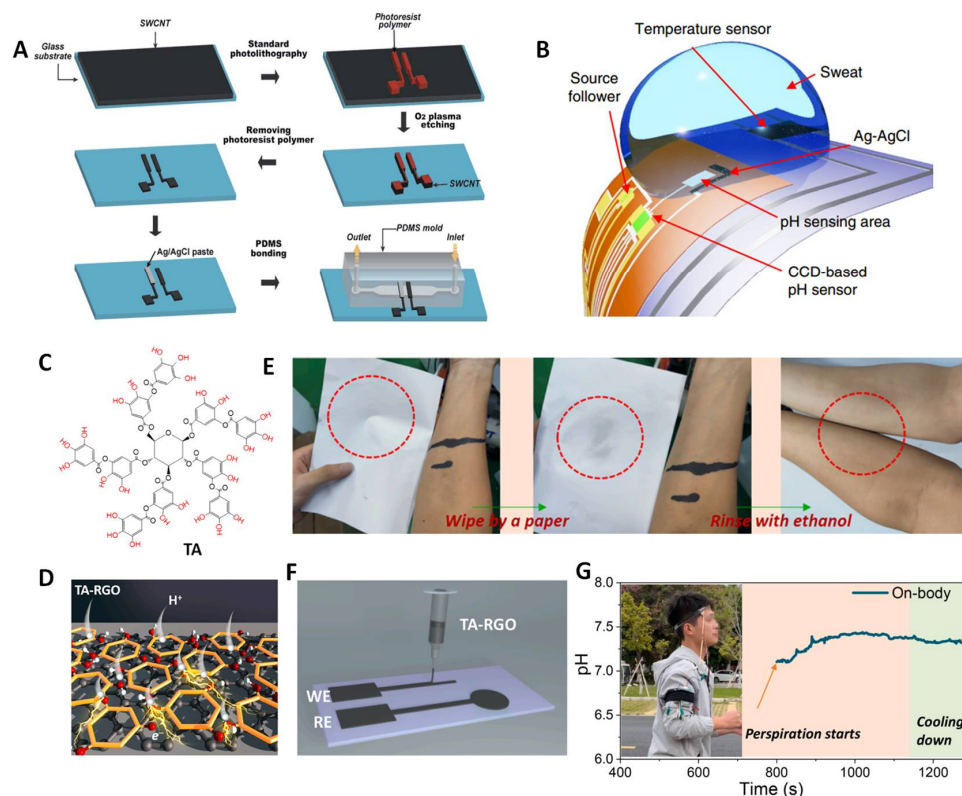 A
SWCNT
Glass
substrate
Standard
photolithography
Photoresist
polymer
O₂ plasma
etching
Removing
photoresist polymer
SWCNT
Ag/AgCl paste
PDMS
bonding
Outlet
PDMS mold
Inlet
B
Temperature sensor
Source
follower
Sweat
Ag-AgCl
pH sensing area
CCD-based
pH sensor
C
HO
OH
O
TA
D
TA-RGO
H⁺
e⁻
E
Wipe by a paper
Rinse with ethanol
F
TA-RGO
WE
RE
G
8.0
7.5
7.0
6.5
6.0
pH
On-body
Perspiration starts
Cooling
down
400
600
800
1000
1200
Time (s)